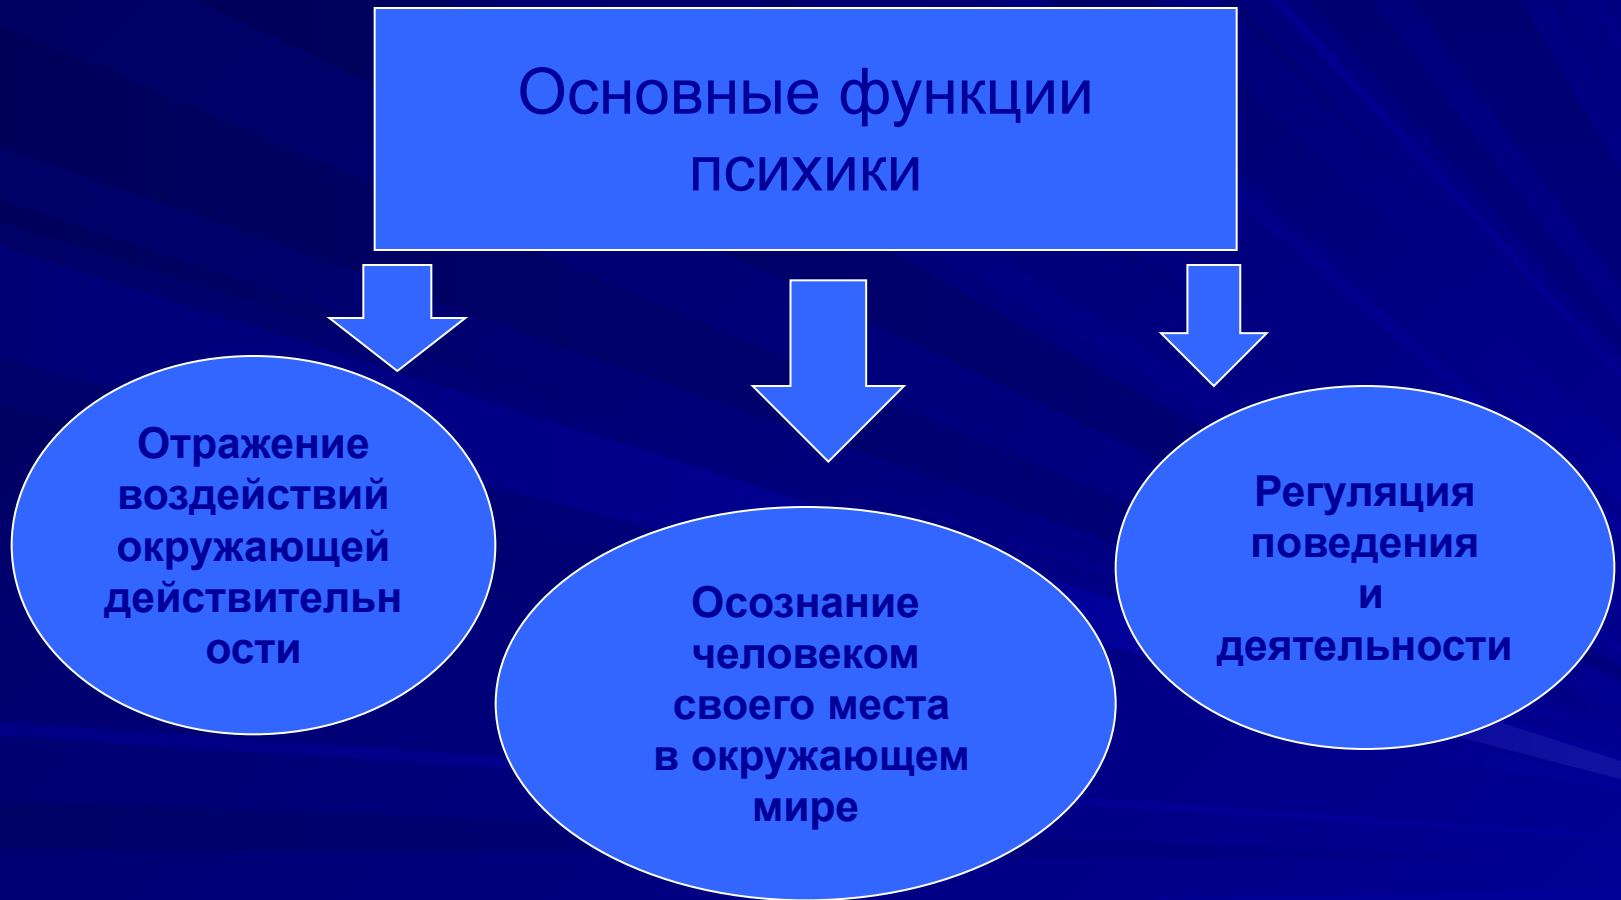 Основные функции
психики
Отражение
воздействий
окружающей
действительн
ости
Осознание
человеком
своего места
в окружающем
мире
Регуляция
поведения
и
деятельности